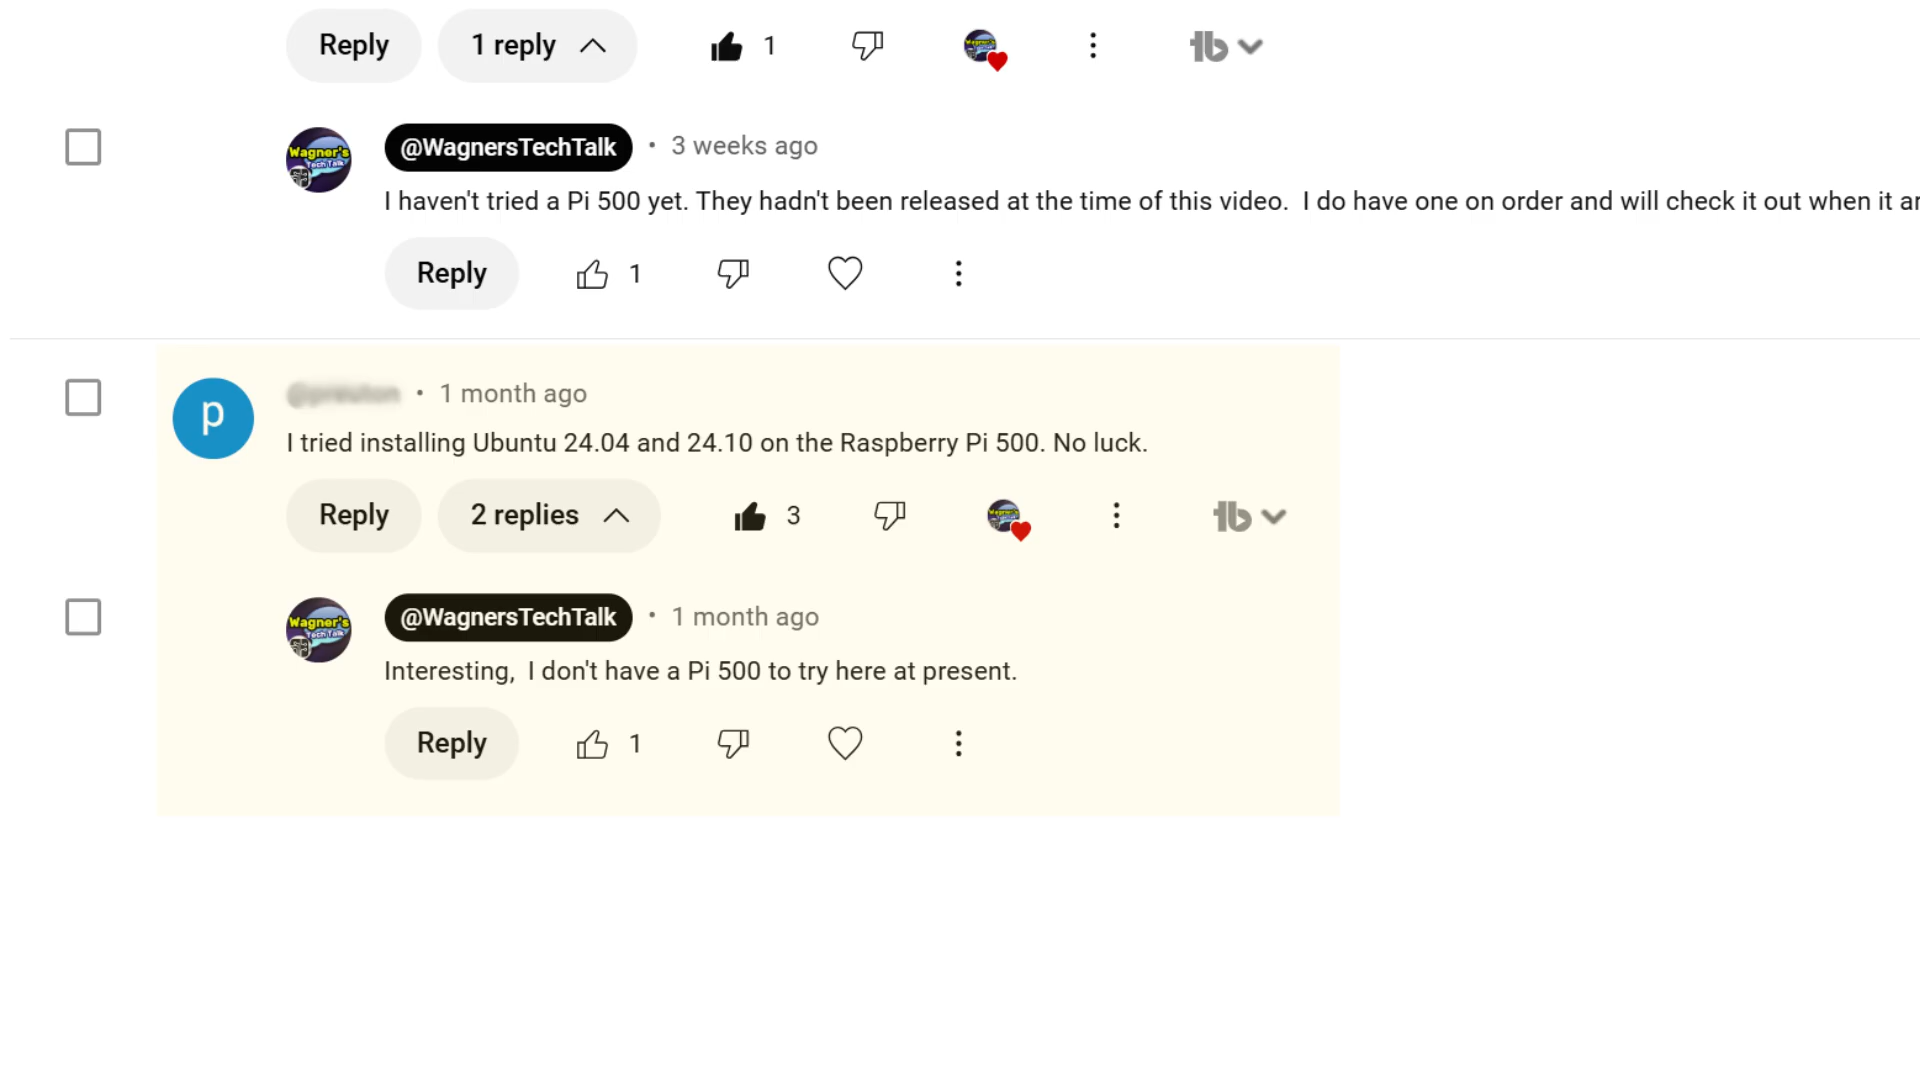 Reply 1 reply 1
@WagnersTechTalk • 3 weeks ago
I haven't tried a Pi 500 yet. They hadn't been released at the time of this video.  I do have one on order and will check it out when it
Reply 1
• 1 month ago
p
I tried installing Ubuntu 24.04 and 24.10 on the Raspberry Pi 500. No luck.
Reply 2 replies 3
@WagnersTechTalk • 1 month ago
Wagner's
Tech Talk
Interesting,  I don't have a Pi 500 to try here at present.
Reply 1